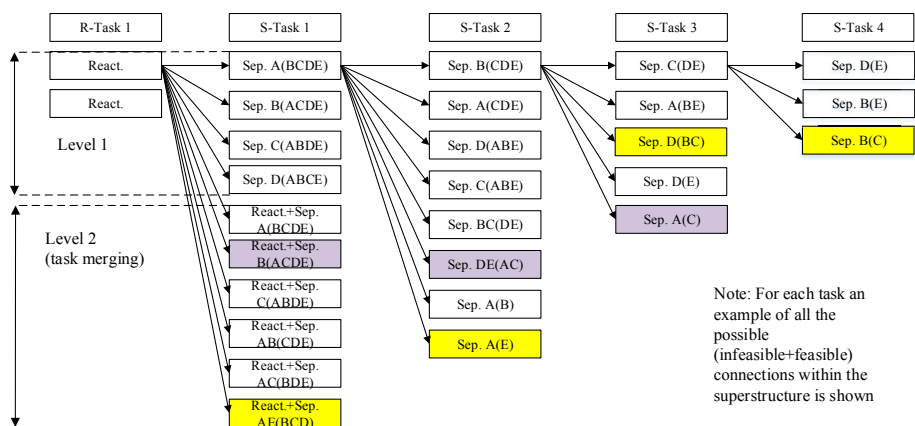 R-Task 1
S-Task 1
S-Task 2
S-Task 3
S-Task 4
React.
React.
Level 1
Level 2
(task merging)
Sep. A(BCDE)
Sep. B(ACDE)
Sep. C(ABDE)
Sep. D(ABCE)
React.+Sep.
A(BCDE)
React.+Sep.
B(ACDE)
React.+Sep.
C(ABDE)
React.+Sep.
AB(CDE)
React.+Sep.
AC(BDE)
React.+Sep.
AE(BCD)
Sep. B(CDE)
Sep. A(CDE)
Sep. D(ABE)
Sep. C(ABE)
Sep. BC(DE)
Sep. DE(AC)
Sep. A(B)
Sep. A(E)
Sep. C(DE)
Sep. A(BE)
Sep. D(BC)
Sep. D(E)
Sep. A(C)
Sep. D(E)
Sep. B(E)
Sep. B(C)
Note: For each task an
example of all the
possible
(infeasible+feasible)
connections within the
superstructure is shown